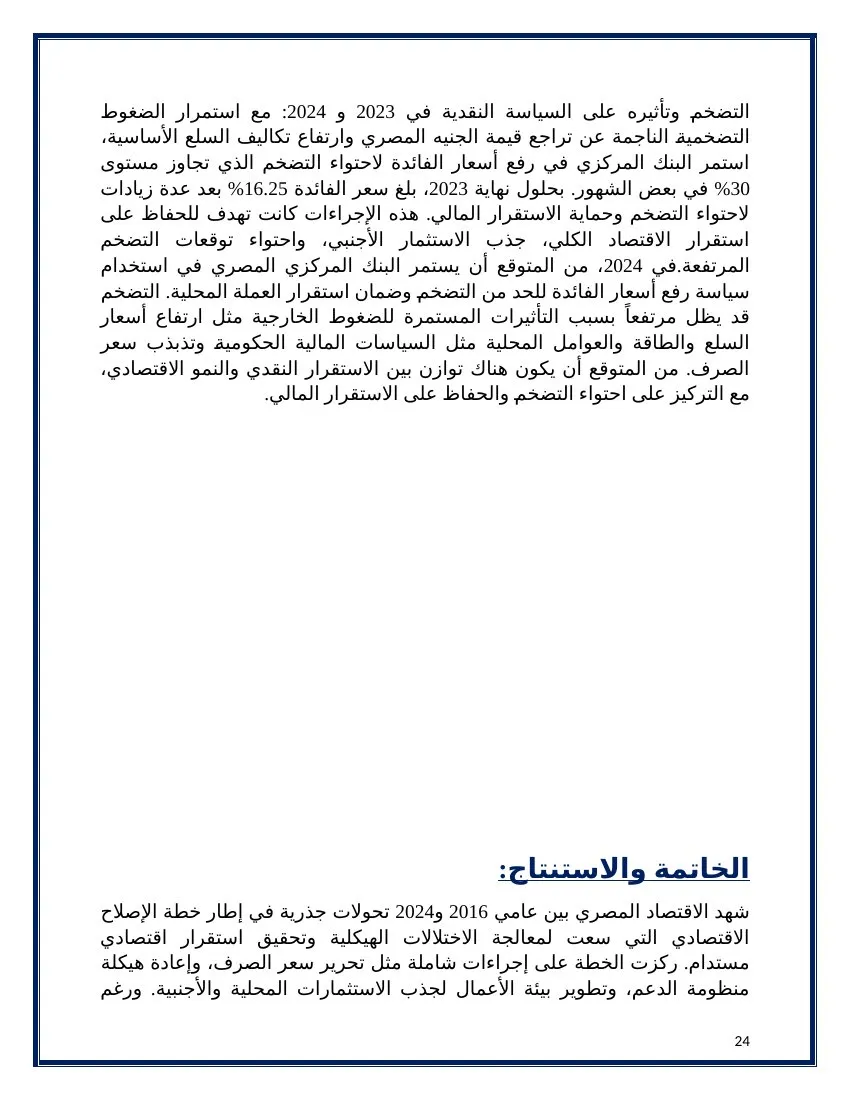 التضخم وتأثيره على السياسة النقدية في 2023 و 2024: مع استمرار الضغوط
التضخمية الناجمة عن تراجع قيمة الجنيه المصري وارتفاع تكاليف السلع الأساسية،
استمر البنك المركزي في رفع أسعار الفائدة لاحتواء التضخم الذي تجاوز مستوى
30% في بعض الشهور. بحلول نهاية 2023، بلغ سعر الفائدة 16.25% بعد عدة زيادات
لاحتواء التضخم وحماية الاستقرار المالي. هذه الإجراءات كانت تهدف للحفاظ على
استقرار الاقتصاد الكلي، جذب الاستثمار الأجنبي، واحتواء توقعات التضخم
المرتفعة.في 2024، من المتوقع أن يستمر البنك المركزي المصري في استخدام
سياسة رفع أسعار الفائدة للحد من التضخم وضمان استقرار العملة المحلية. التضخم
قد يظل مرتفعاً بسبب التأثيرات المستمرة للضغوط الخارجية مثل ارتفاع أسعار
السلع والطاقة والعوامل المحلية مثل السياسات المالية الحكومية وتذبذب سعر
الصرف. من المتوقع أن يكون هناك توازن بين الاستقرار النقدي والنمو الاقتصادي،
مع التركيز على احتواء التضخم والحفاظ على الاستقرار المالي.
الخاتمة والاستنتاج:
شهد الاقتصاد المصري بين عامي 2016 و2024 تحولات جذرية في إطار خطة الإصلاح
الاقتصادي التي سعت لمعالجة الاختلالات الهيكلية وتحقيق استقرار اقتصادي
مستدام. ركزت الخطة على إجراءات شاملة مثل تحرير سعر الصرف، وإعادة هيكلة
منظومة الدعم، وتطوير بيئة الأعمال لجذب الاستثمارات المحلية والأجنبية. ورغم
24